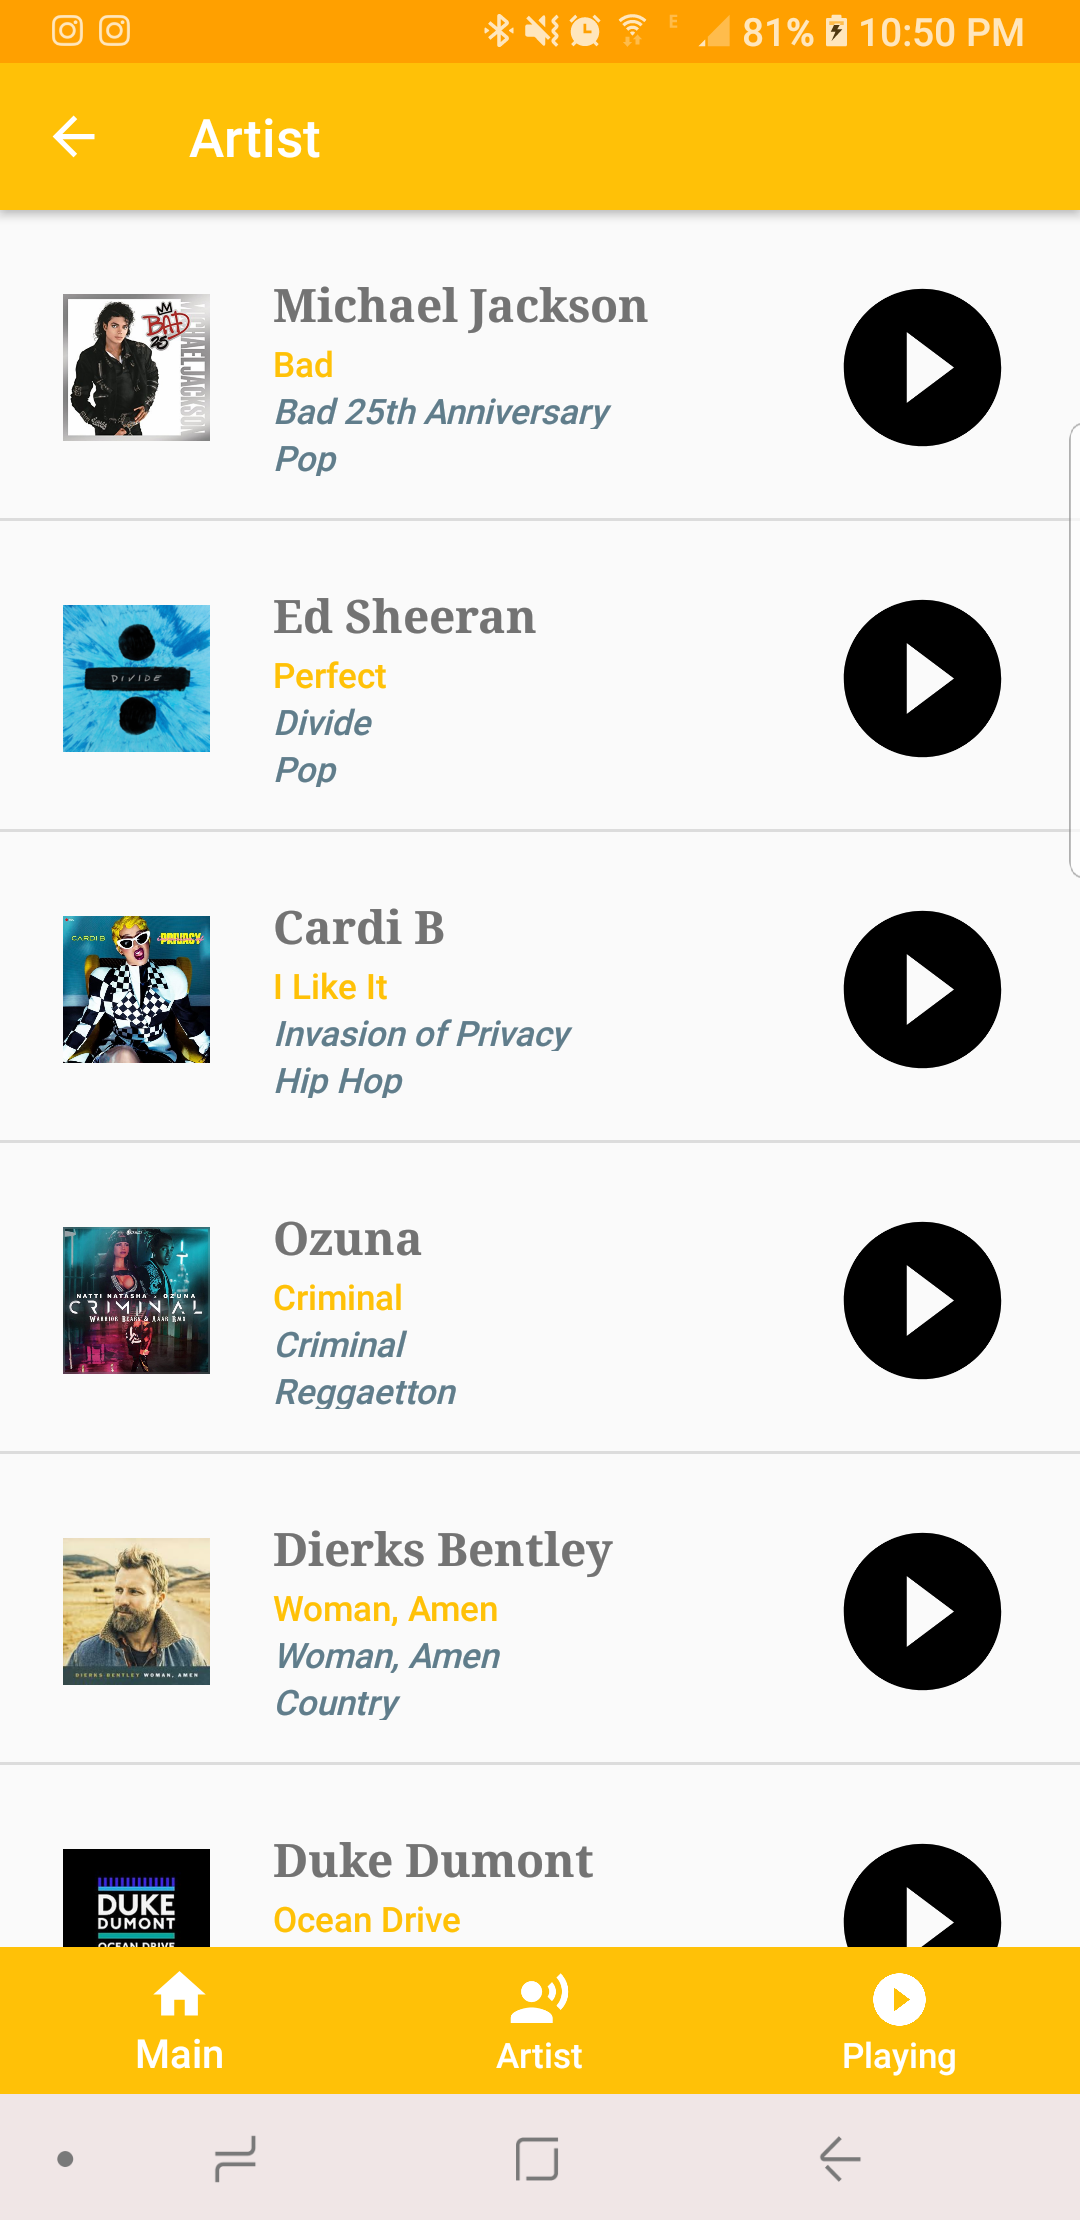 E 81% 10:50 PM
Artist
BAD
25
MICHAEL JACKSON
Michael Jackson
Bad
Bad 25th Anniversary
Pop
DIVIDE
Ed Sheeran
Perfect
Divide
Pop
CARDI B
PRIVACY
Cardi B
I Like It
Invasion of Privacy
Hip Hop
NATTI NATASHA × OZUNA
CRIMINAL
Ozuna
Criminal
Criminal
Reggaetton
DIERKS BENTLEY WOMAN, AMEN
Dierks Bentley
Woman, Amen
Woman, Amen
Country
DUKE
DUMONT
OCEAN DRIVE
Duke Dumont
Ocean Drive
Main
Artist
Playing